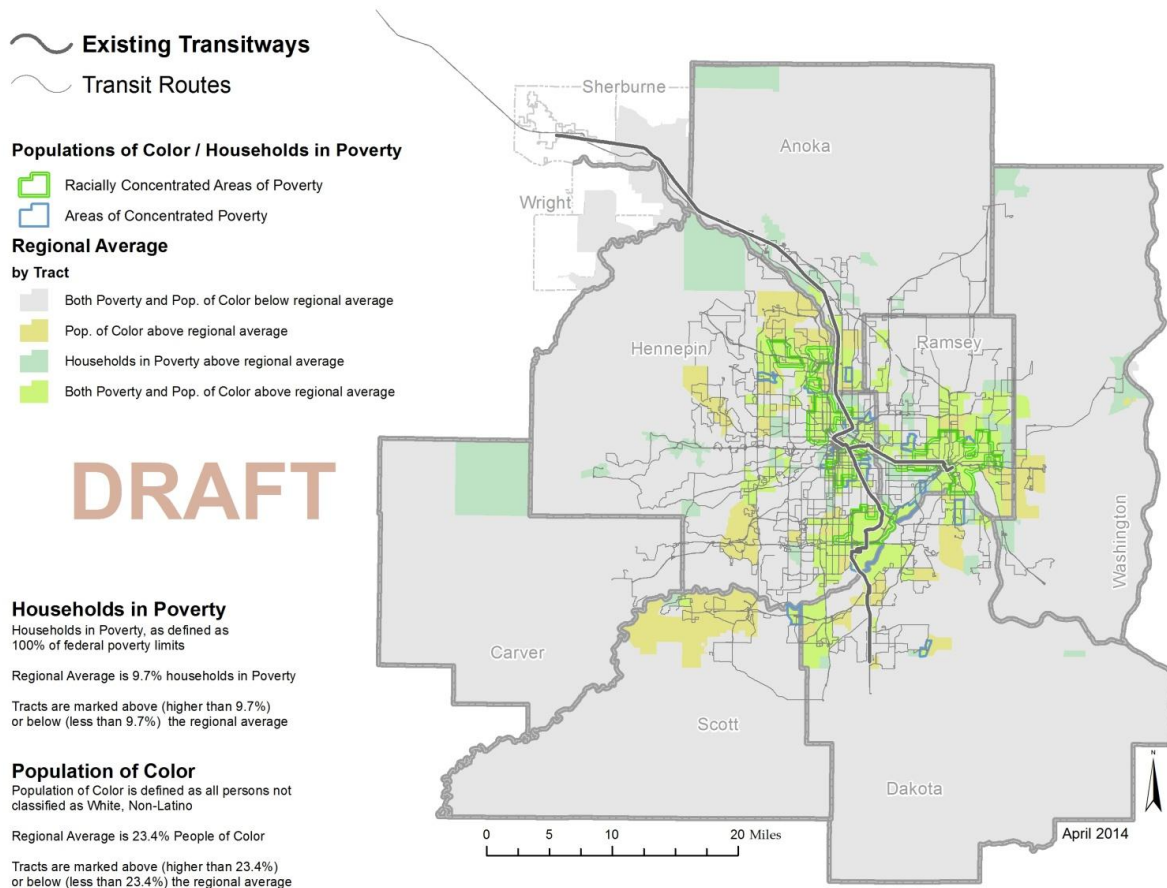 Existing Transitways
Transit Routes
Populations of Color / Households in Poverty
Racially Concentrated Areas of Poverty
Areas of Concentrated Poverty
Regional Average
by Tract
Both Poverty and Pop. of Color below regional average
Pop. of Color above regional average
Households in Poverty above regional average
Both Poverty and Pop. of Color above regional average
DRAFT
Households in Poverty
Households in Poverty, as defined as
100% of federal poverty limits
Regional Average is 9.7% households in Poverty
Tracts are marked above (higher than 9.7%)
or below (less than 9.7%) the regional average
Population of Color
Population of Color is defined as all persons not
classified as White, Non-Latino
Regional Average is 23.4% People of Color
Tracts are marked above (higher than 23.4%)
or below (less than 23.4%) the regional average
Sherburne
Anoka
Wright
Hennepin
Ramsey
Washington
Carver
Scott
Dakota
0 5 10 20 Miles
N
April 2014